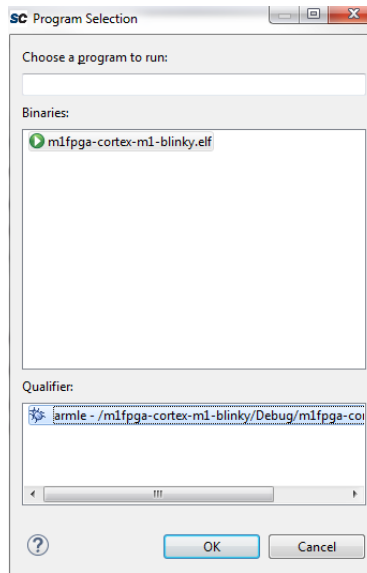 SC Program Selection
Choose a program to run:
Binaries:
m1fpga-cortex-m1-blinky.elf
Qualifier:
armle - /m1fpga-cortex-m1-blinky/Debug/m1fpga-cor
?
OK
Cancel